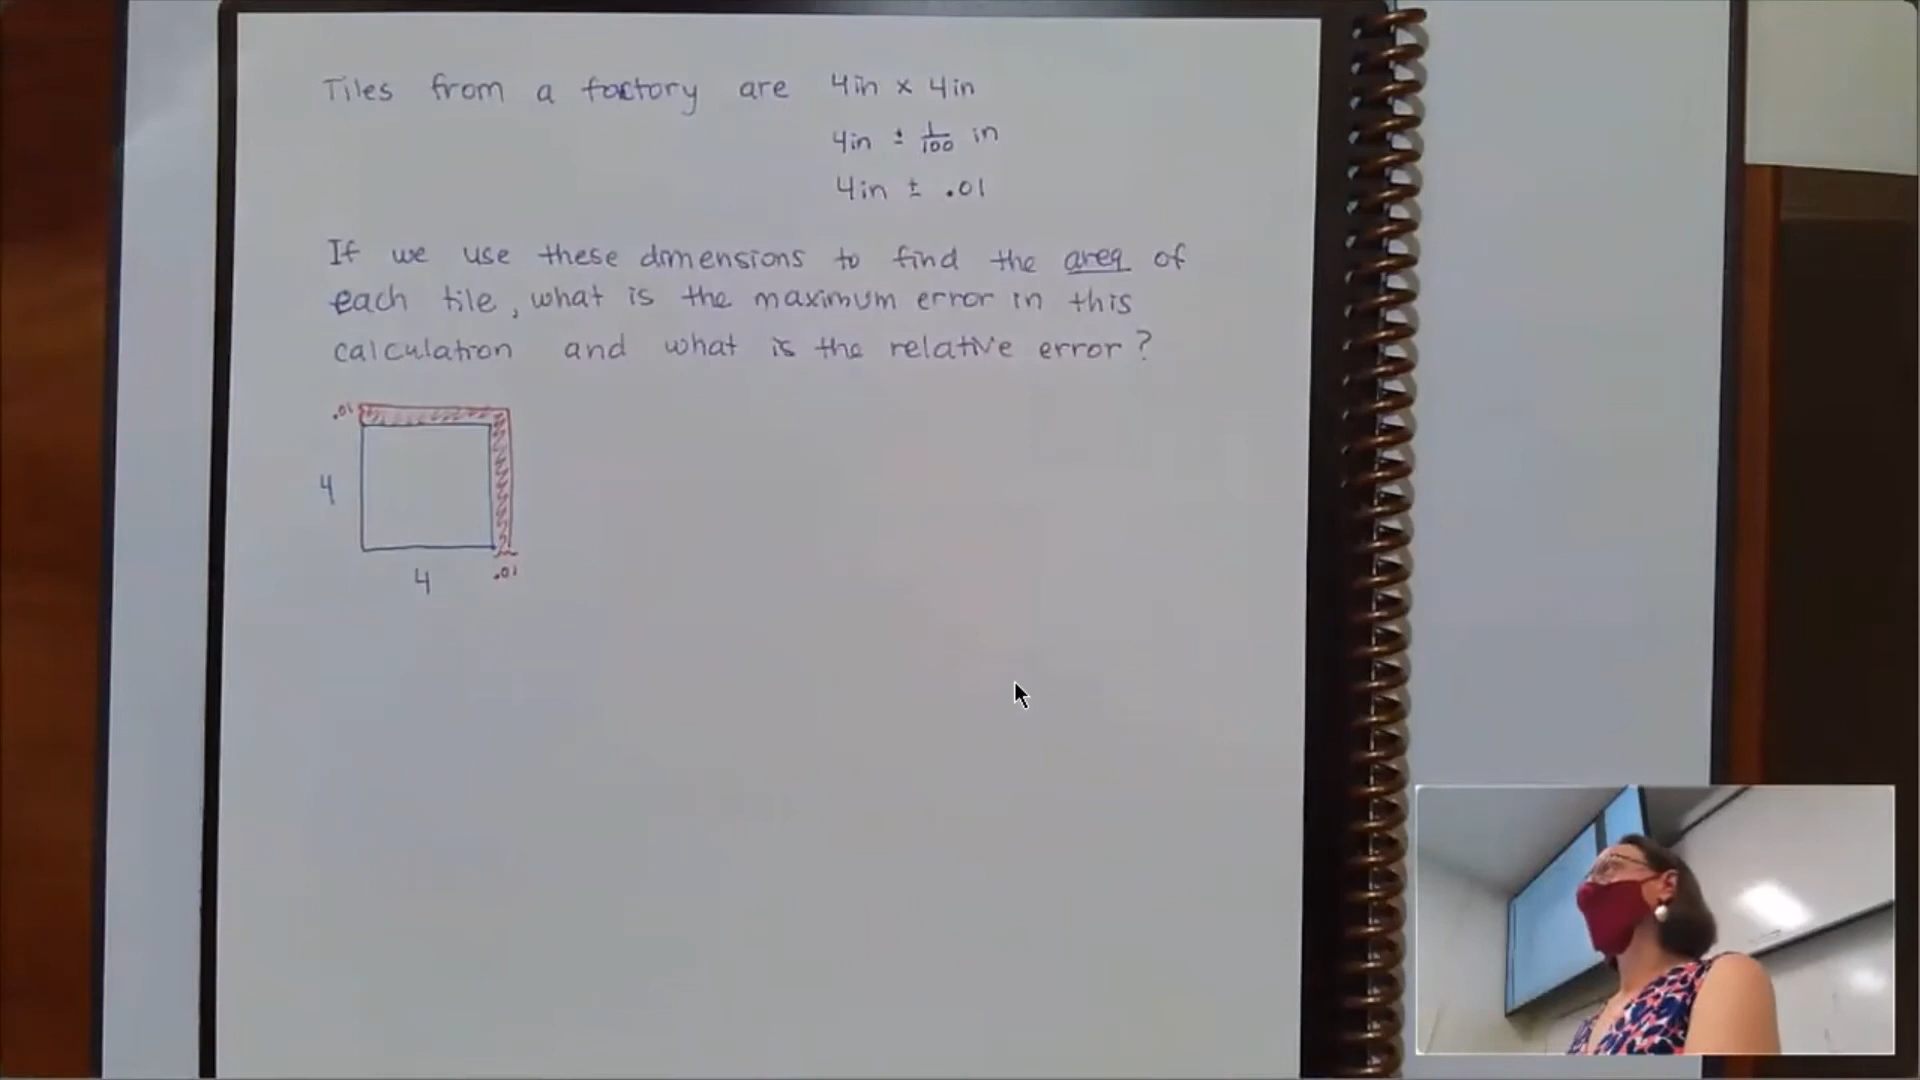 Tiles from a factory are 4in x 4in
4in ± 1/100 in
4in ± .01
If we use these dimensions to find the area of
each tile, what is the maximum error in this
calculation and what is the relative error?
.01
4
4 .01